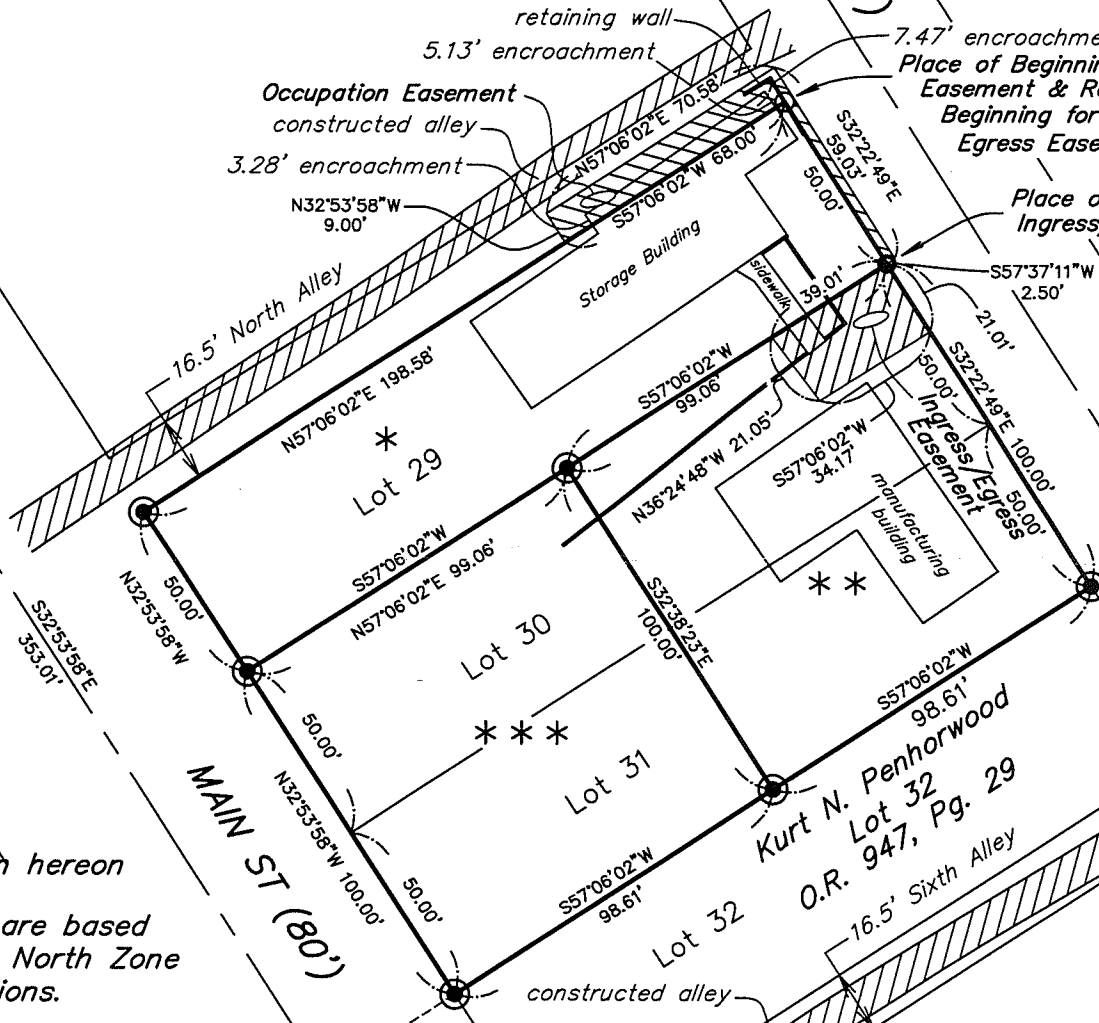 retaining wall
5.13' encroachment
7.47' encroachme
Place of Beginnin
Easement & R
Beginning for
Egress Ease
Occupation Easement
constructed alley
3.28' encroachment
N32°53'58"W
9.00'
N57°06'02"E 70.58'
S57°06'02"W 68.00'
S32°22'49"E
59.03'
50.00'
Place o
Ingress,
S57°37'11"W
2.50'
Storage Building
sidewalk
39.01'
21.01'
16.5' North Alley
N57°06'02"E 198.58'
*
Lot 29
S57°06'02"W
99.06'
S32°22'49"E 100.00'
50.00'
50.00'
Ingress/Egress
Easement
N36°24'48"W 21.05'
S57°06'02"W
34.17'
manufacturing
building
* *
S57°06'02"W
N57°06'02"E 99.06'
50.00'
N32°53'58"W
S32°53'58"E
353.01'
Lot 30
S32°38'23"E
100.00'
* * *
Lot 31
50.00'
N32°53'58"W 100.00'
50.00'
MAIN ST (80')
S57°06'02"W
98.61'
S57°06'02"W
98.61'
Kurt N. Penhorwood
Lot 32
O.R. 947, Pg. 29
Lot 32
16.5' Sixth Alley
constructed alley
n hereon
are based
North Zone
ions.